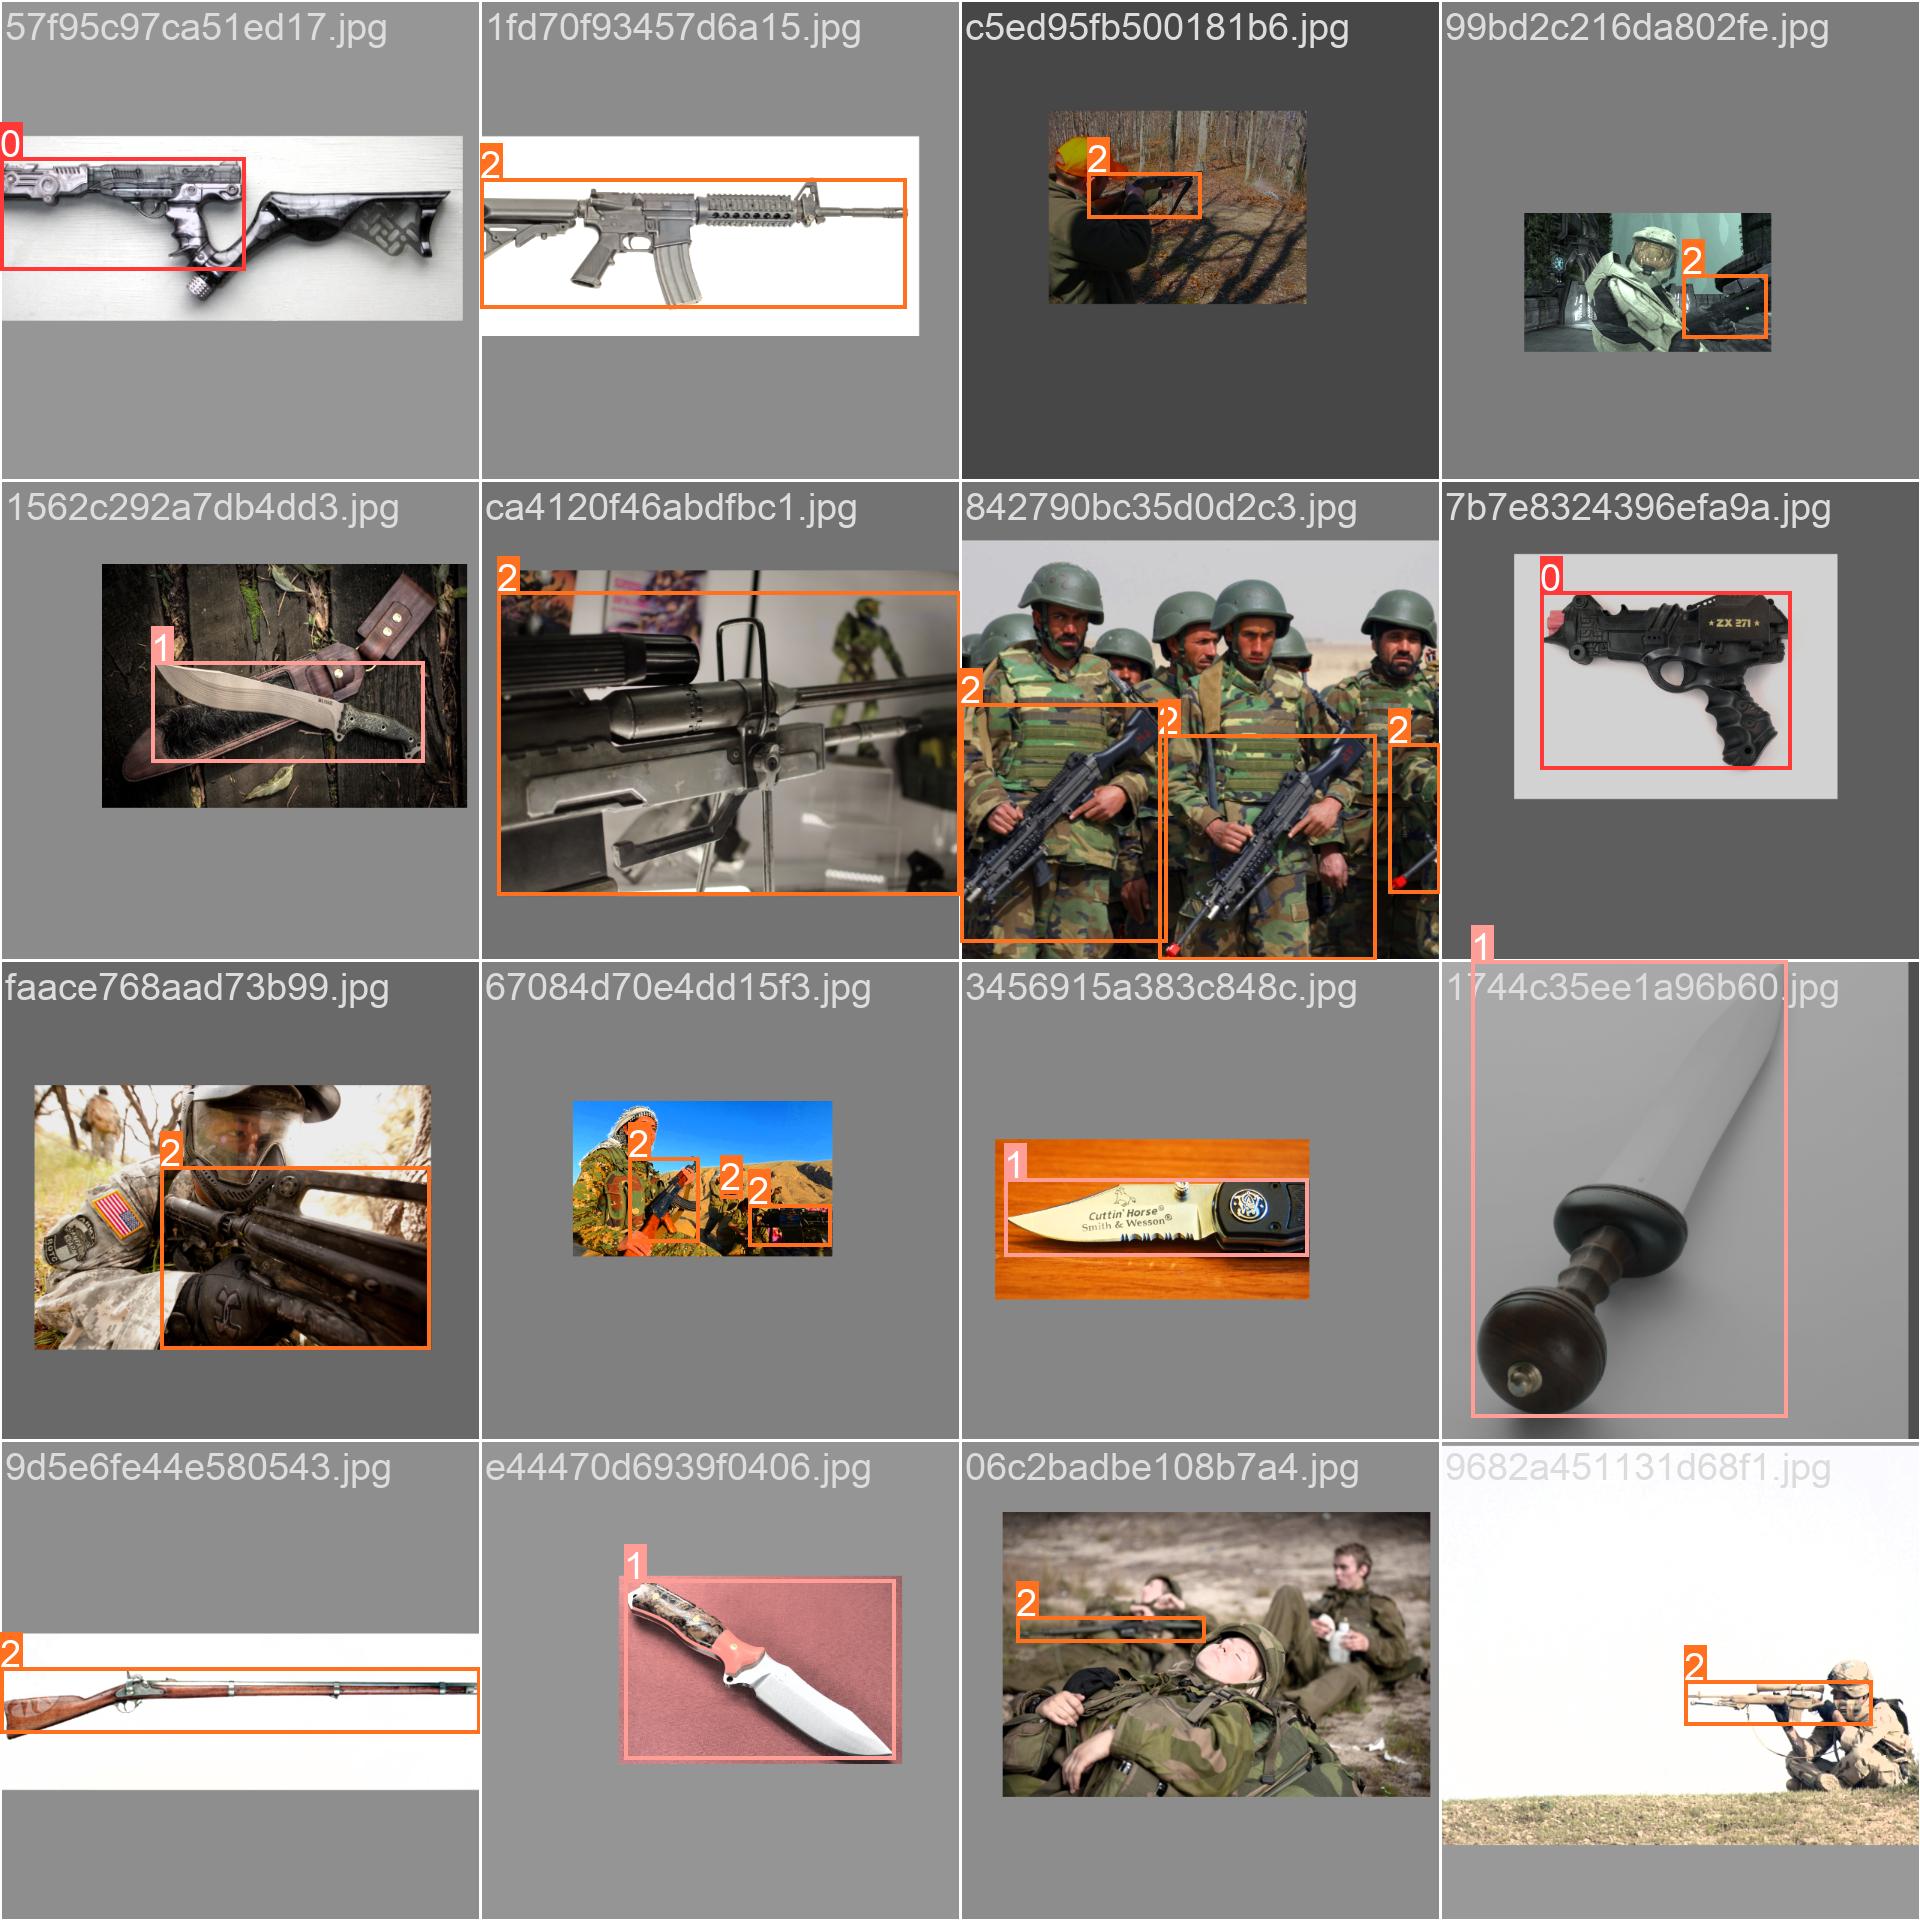 57f95c97ca51ed17.jpg
1fd70f93457d6a15.jpg
c5ed95fb500181b6.jpg
99bd2c216da802fe.jpg
0
2
2
2
1562c292a7db4dd3.jpg
ca4120f46abdfbc1.jpg
842790bc35d0d2c3.jpg
7b7e8324396efa9a.jpg
1
2
2
2
2
0
★ZX 271★
faace768aad73b99.jpg
67084d70e4dd15f3.jpg
3456915a383c848c.jpg
1744c35ee1a96b60.jpg
2
2
2
2
1
1
Cuttin' Horse®
Smith & Wesson®
9d5e6fe44e580543.jpg
e44470d6939f0406.jpg
06c2badbe108b7a4.jpg
9682a451131d68f1.jpg
2
1
2
2